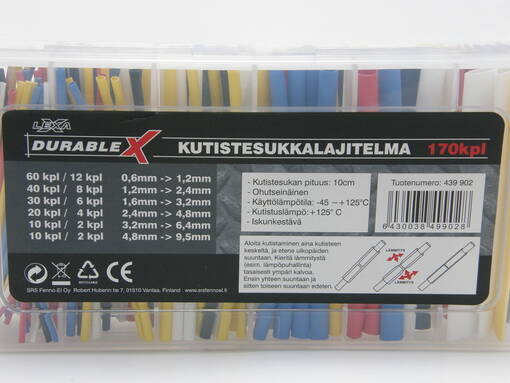 LEXA
DURABLE X KUTISTESUKKALAJITELMA 170kpl
60 kpl / 12 kpl 0,6mm -> 1,2mm
40 kpl / 8 kpl 1,2mm -> 2,4mm
30 kpl / 6 kpl 1,6mm -> 3,2mm
20 kpl / 4 kpl 2,4mm -> 4,8mm
10 kpl / 2 kpl 3,2mm -> 6,4mm
10 kpl / 2 kpl 4,8mm -> 9,5mm
- Kutistesukan pituus: 10cm
- Ohutseinäinen
- Käyttölämpötila: -45 ~ +125°C
- Kutistuslämpö: +125° C
- Iskunkestävä
Tuotenumero: 439 902
6 430038 499028
Aloita kutistaminen aina kutisteen
keskeltä, ja etene ulkopäiden
suuntaan. Kierlä lämmitystä
(esim. lämpöpuhallinta)
tasaisesti ympäri kalvoa.
Ensin yhteen suuntaan ja
sitten toiseen suuntaan edeten.
LÄMMITYS
LÄMMITYS
CE RECYCLABLE
SRS Fenno-El Oy Robert Huberin tie 7, 01510 Vantaa, Finland www.srsfennoel.fi